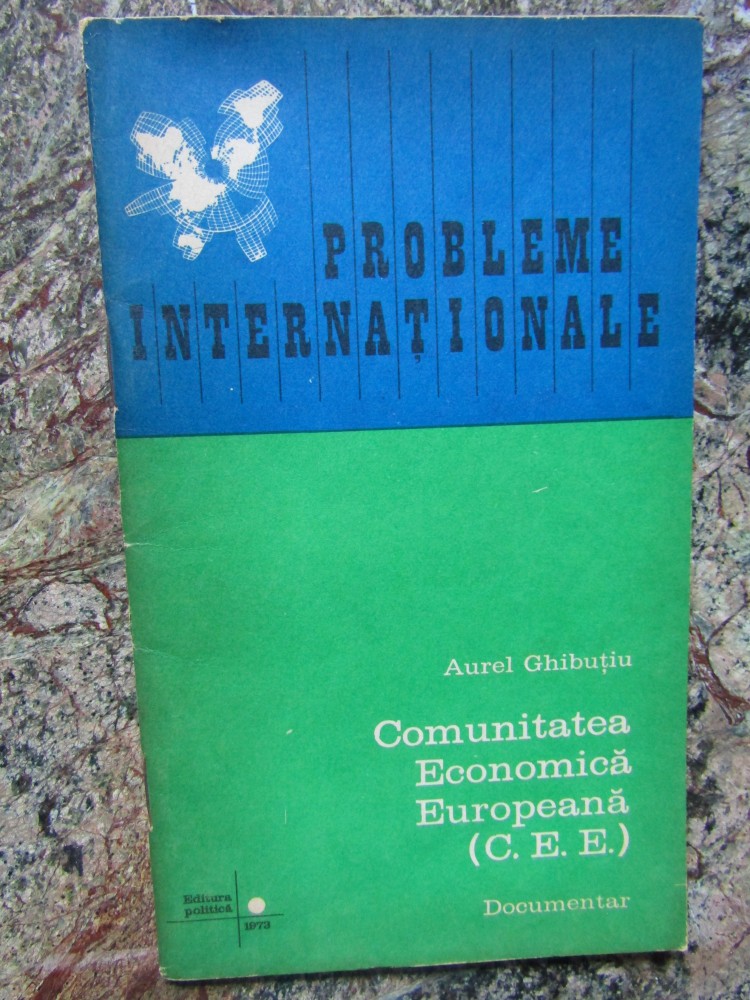 PROBLEME
INTERNAȚIONALE
Aurel Ghibuțiu
Comunitatea
Economică
Europeană
(C. E. E.)
Documentar
Editura
politică
1973